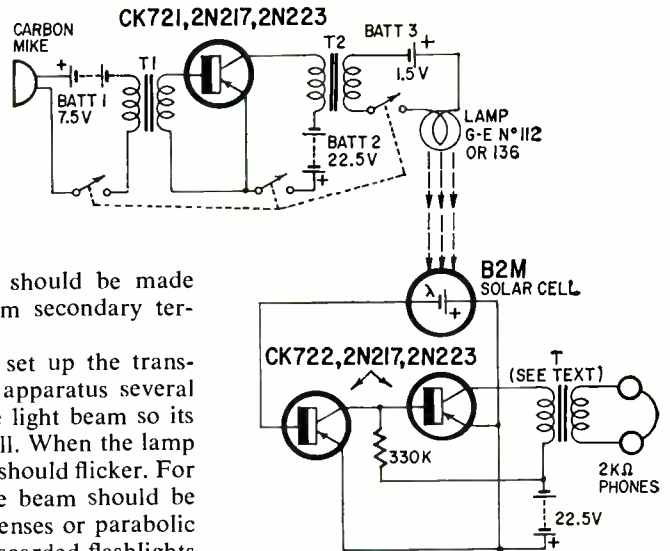 CK721,2N217,2N223
CARBON
MIKE
+
BATT 1
7.5V
T1
T2
BATT 3
+
1.5V
BATT 2
22.5V
+
LAMP
G-E Nº112
OR 136
B2M
SOLAR CELL
λ
+
CK722,2N217,2N223
T
(SEE TEXT)
330K
2KΩ
PHONES
22.5V
+
should be made
m secondary ter-
set up the trans-
apparatus several
e light beam so its
ll. When the lamp
should flicker. For
e beam should be
enses or parabolic